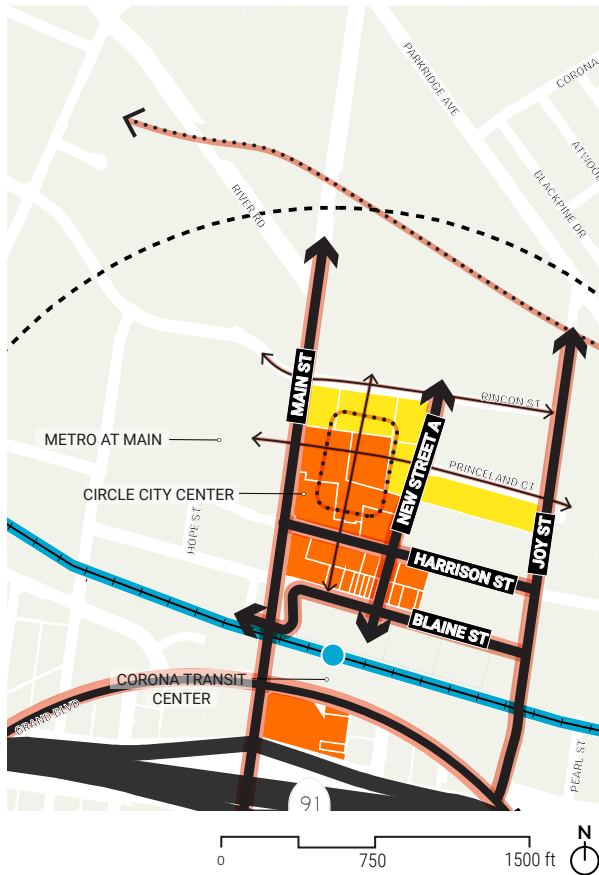 PARKRIDGE AVE
CORONA
ATWOOD
BLACKPINE DR
RIVER RD
MAIN ST
RINCON ST
NEW STREET A
METRO AT MAIN
PRINCELAND CT
CIRCLE CITY CENTER
HOPE ST
JOY ST
HARRISON ST
BLAINE ST
CORONA TRANSIT
CENTER
GRAND BLVD
PEARL ST
91
N
0
750
1500 ft